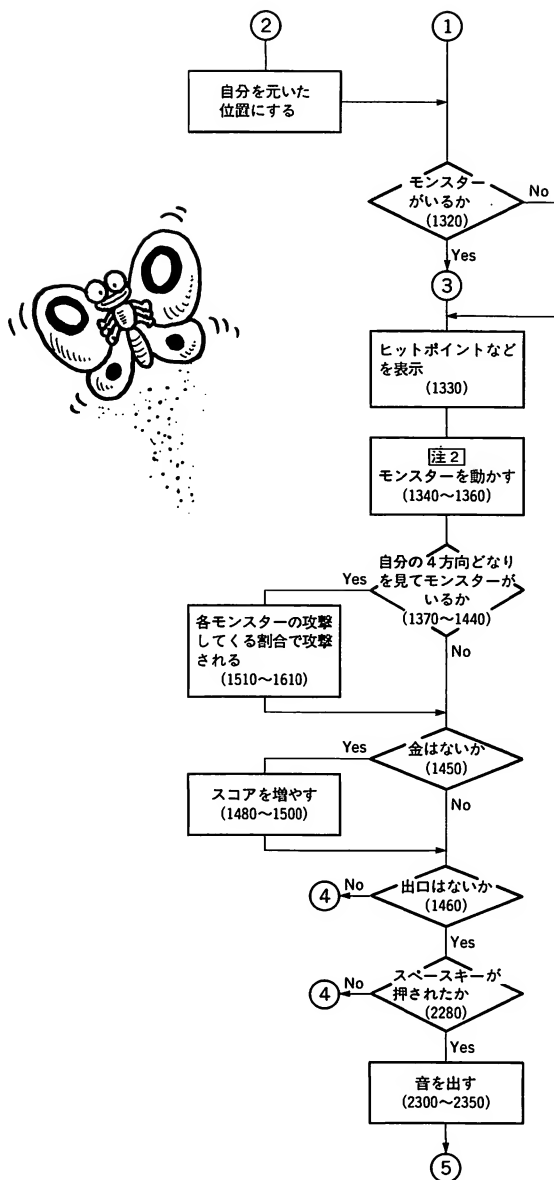 ②
①
自分を元いた
位置にする
モンスター
がいるか
(1320)
No
Yes
③
ヒットポイントなど
を表示
(1330)
注2
モンスターを動かす
(1340～1360)
自分の4方向どなり
を見てモンスターが
いるか
(1370～1440)
Yes
No
各モンスターの攻撃
してくる割合で攻撃
される
(1510～1610)
金はないか
(1450)
Yes
No
スコアを増やす
(1480～1500)
出口はないか
(1460)
No
④
Yes
スペースキーが
押されたか
(2280)
No
④
Yes
音を出す
(2300～2350)
⑤